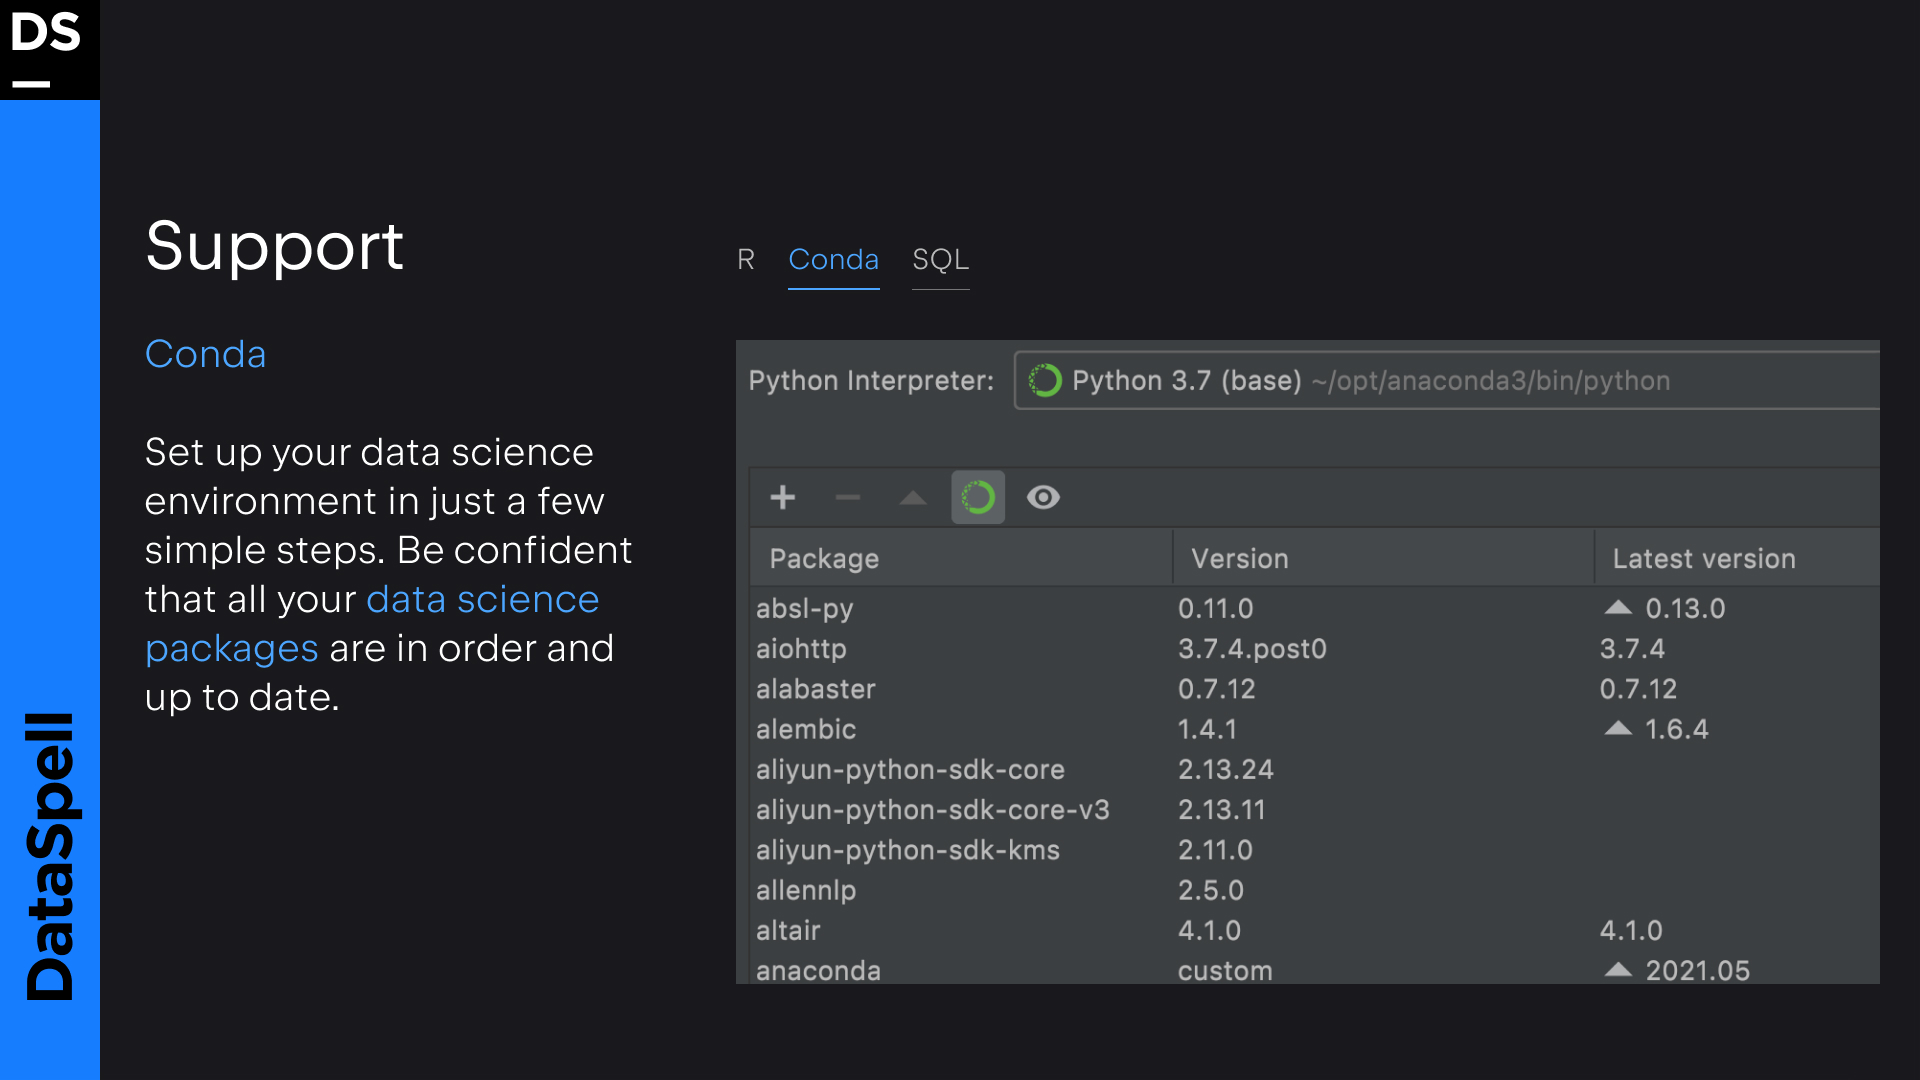 DS
DataSpell
Support
Conda
Set up your data science
environment in just a few
simple steps. Be confident
that all your data science
packages are in order and
up to date.
R Conda SQL
Python Interpreter: Python 3.7 (base) ~/opt/anaconda3/bin/python
Package Version Latest version
absl-py 0.11.0 0.13.0
aiohttp 3.7.4.post0 3.7.4
alabaster 0.7.12 0.7.12
alembic 1.4.1 1.6.4
aliyun-python-sdk-core 2.13.24
aliyun-python-sdk-core-v3 2.13.11
aliyun-python-sdk-kms 2.11.0
allennlp 2.5.0
altair 4.1.0 4.1.0
anaconda custom 2021.05